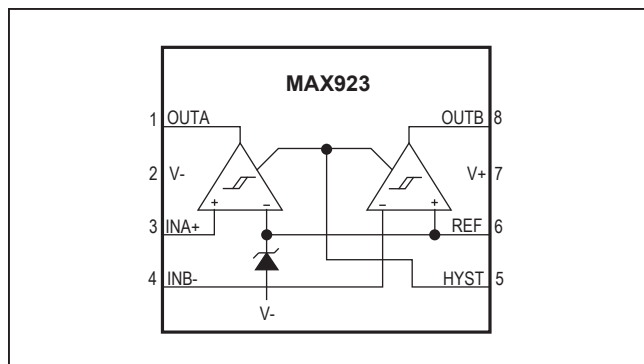 MAX923
1 OUTA OUTB 8
2 V- V+ 7
+ - - +
3 INA+ REF 6
4 INB- HYST 5
V-